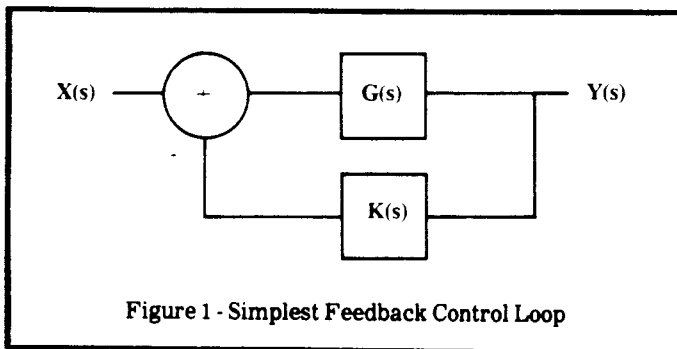 X(s) + G(s) Y(s)
-
K(s)
Figure 1 - Simplest Feedback Control Loop